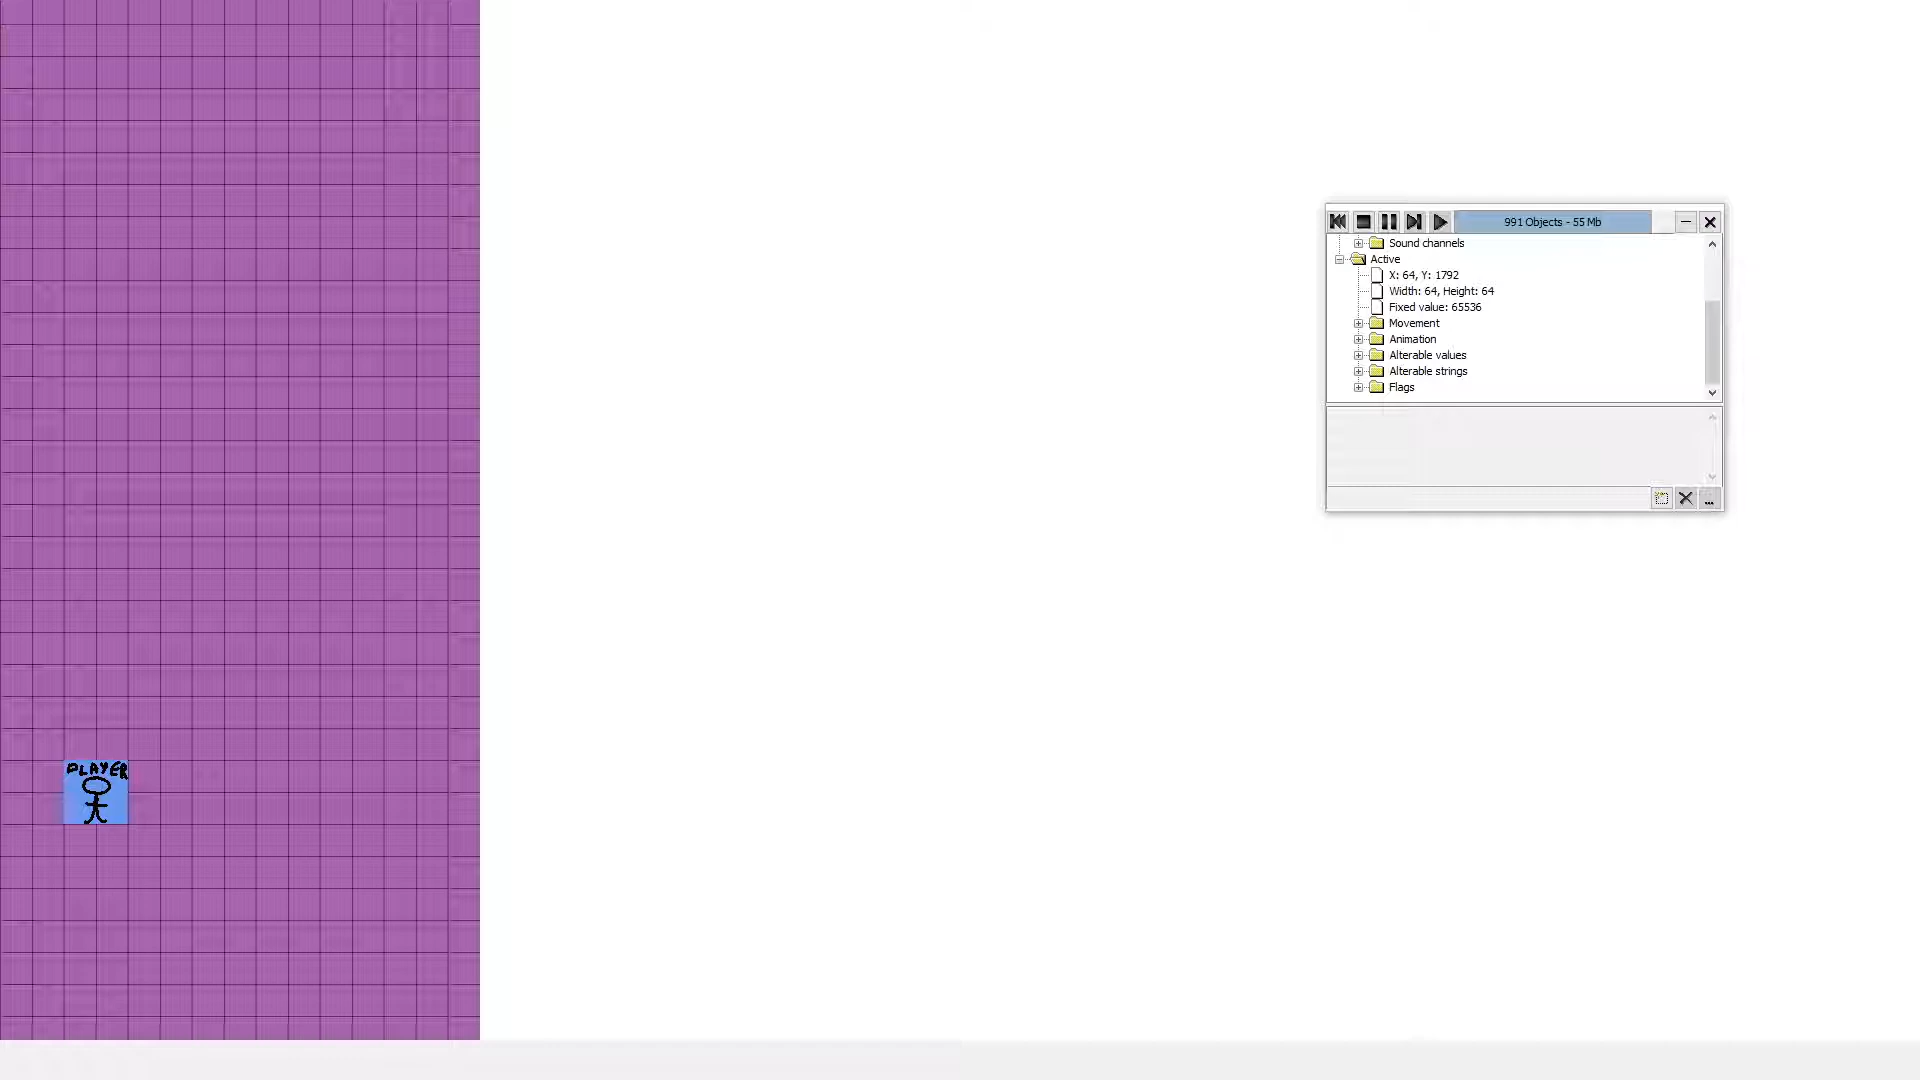 991 Objects - 55 Mb
Sound channels
Active
X: 64, Y: 1792
Width: 64, Height: 64
Fixed value: 65536
Movement
Animation
Alterable values
Alterable strings
Flags
...
PLAYER